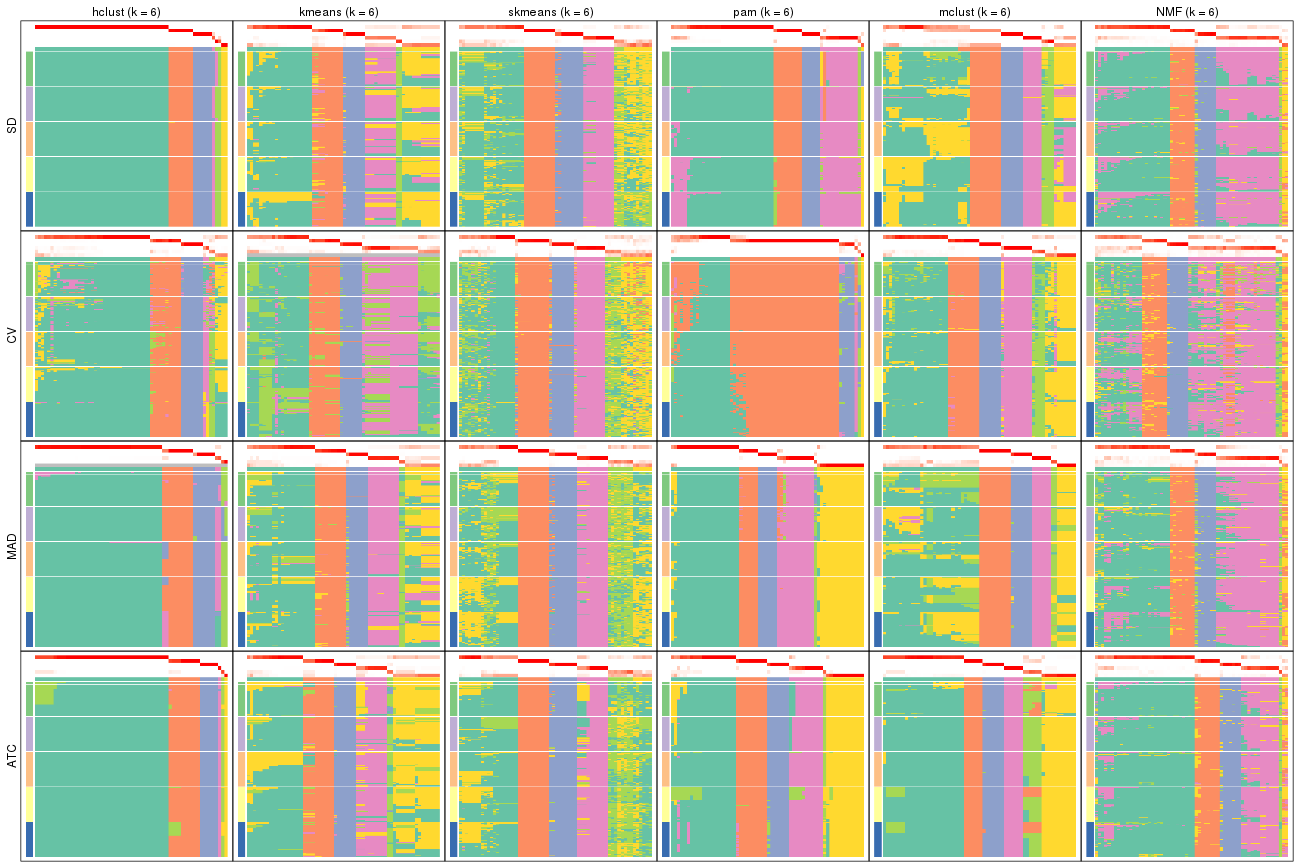 hclust (k = 6) kmeans (k = 6) skmeans (k = 6) pam (k = 6) mclust (k = 6) NMF (k = 6)
SD
CV
MAD
ATC